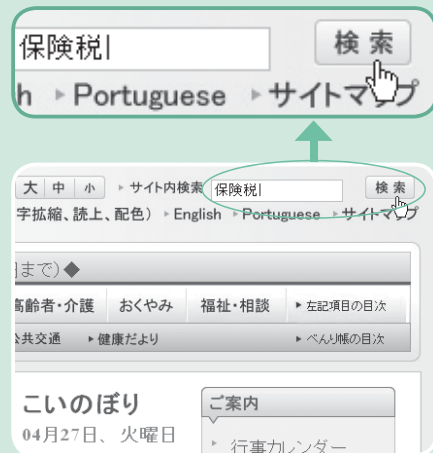 保険税 検索
h ▸Portuguese ▸サイトマップ
大 中 小 ▸サイト内検索 保険税 検索
字拡縮、読上、配色） ▸English ▸Portuguese ▸サイトマップ
まで）◆
高齢者・介護 おくやみ 福祉・相談 ▸左記項目の目次
公共交通 ▸健康だより ▸べんり帳の目次
こいのぼり ご案内
04月27日、火曜日
行事カレンダー